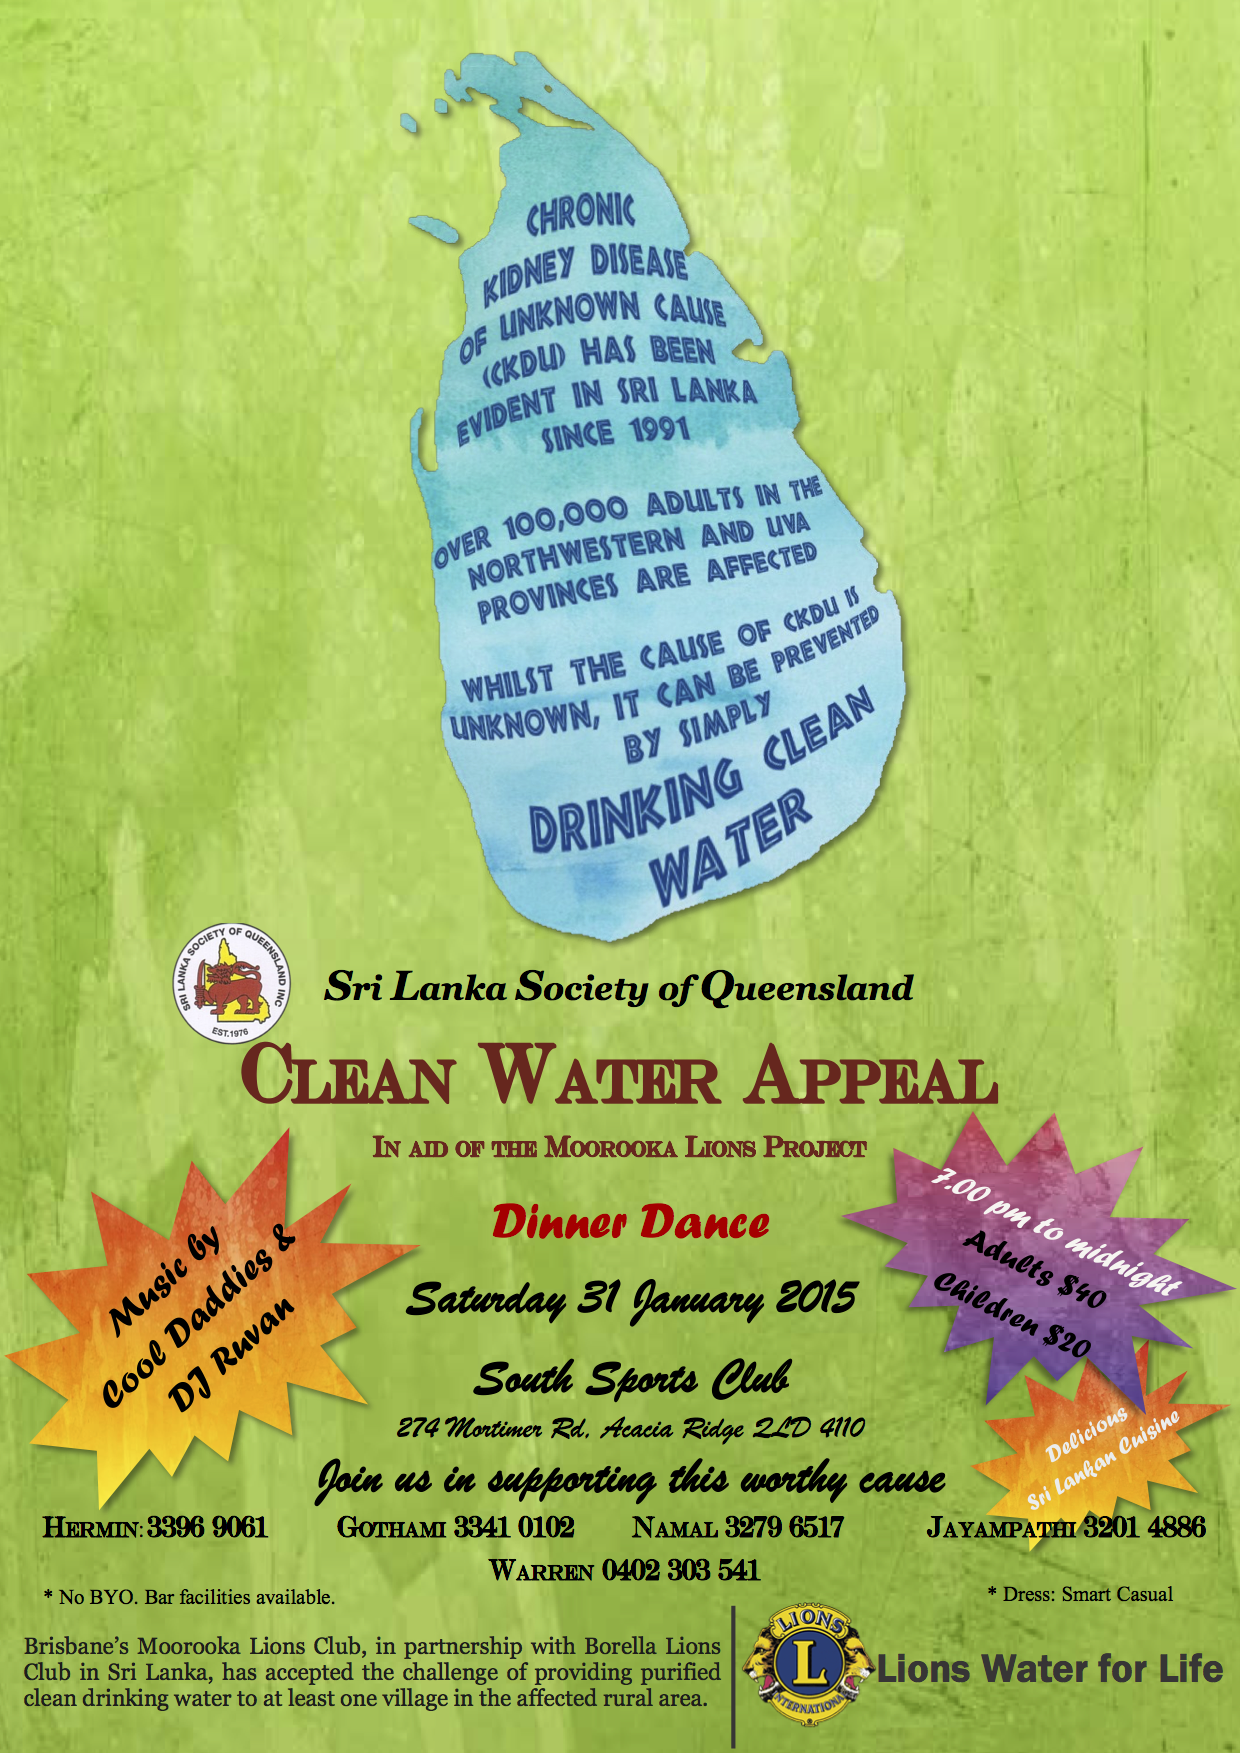 CHRONIC
KIDNEY DISEASE
OF UNKNOWN CAUSE
(CKDU) HAS BEEN
EVIDENT IN SRI LANKA
SINCE 1991
OVER 100,000 ADULTS IN THE
NORTHWESTERN AND UVA
PROVINCES ARE AFFECTED
WHILST THE CAUSE OF CKDU IS
UNKNOWN, IT CAN BE PREVENTED
BY SIMPLY
DRINKING CLEAN
WATER
SRI LANKA SOCIETY OF QUEENSLAND INC
EST.1976
Sri Lanka Society of Queensland
CLEAN WATER APPEAL
IN AID OF THE MOOROOKA LIONS PROJECT
Music by
Cool Daddies &
DJ Ruvan
Dinner Dance
Saturday 31 January 2015
South Sports Club
274 Mortimer Rd, Acacia Ridge QLD 4110
Join us in supporting this worthy cause
7.00 pm to midnight
Adults $40
Children $20
Delicious
Sri Lankan Cuisine
HERMIN: 3396 9061 GOTHAMI 3341 0102 NAMAL 3279 6517 JAYAMPATHI 3201 4886
WARREN 0402 303 541
* No BYO. Bar facilities available.
* Dress: Smart Casual
Brisbane's Moorooka Lions Club, in partnership with Borella Lions
Club in Sri Lanka, has accepted the challenge of providing purified
clean drinking water to at least one village in the affected rural area.
LIONS
L
INTERNATIONAL
Lions Water for Life